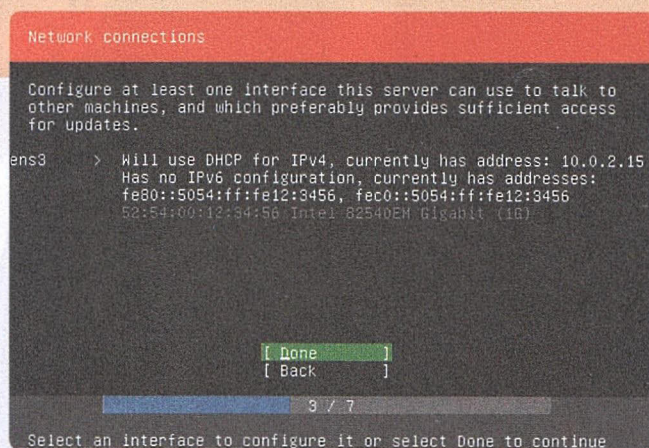 Network connections
Configure at least one interface this server can use to talk to
other machines, and which preferably provides sufficient access
for updates.
ens3 > Will use DHCP for IPv4, currently has address: 10.0.2.15
Has no IPv6 configuration, currently has addresses:
fe80::5054:ff:fe12:3456, fec0::5054:ff:fe12:3456
52:54:00:12:34:56 Intel 82540EM Gigabit (1G)
[ Done ]
[ Back ]
3 / 7
Select an interface to configure it or select Done to continue